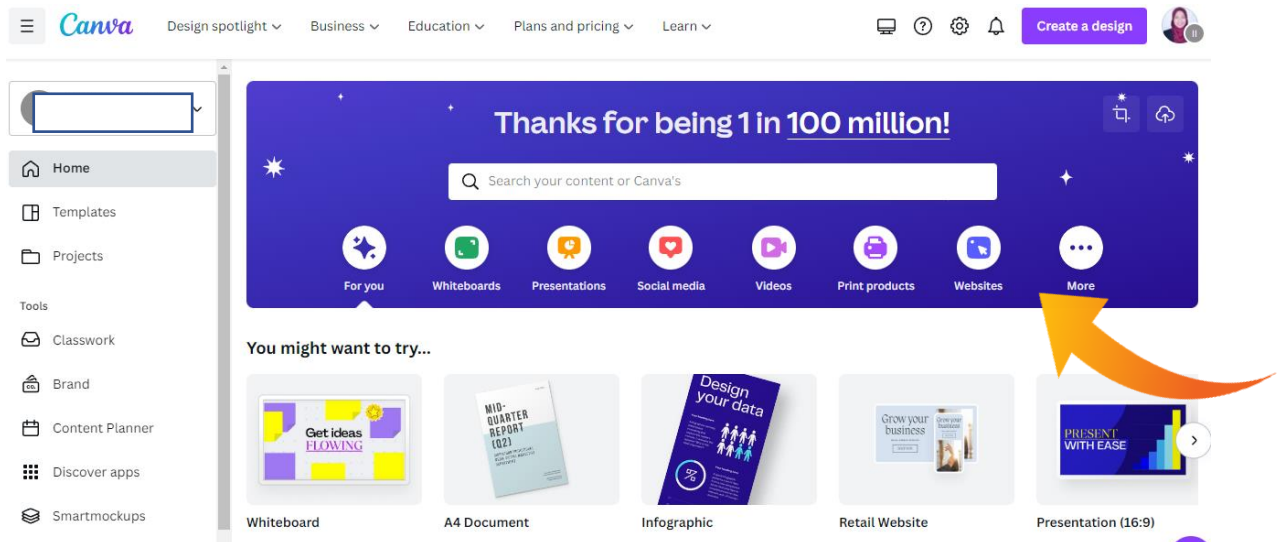 Canva
Design spotlight Business Education Plans and pricing Learn
Create a design
Thanks for being 1 in 100 million!
Search your content or Canva's
Home
Templates
Projects
For you Whiteboards Presentations Social media Videos Print products Websites More
Tools
Classwork
Brand
Content Planner
Discover apps
Smartmockups
You might want to try...
Get ideas
FLOWING
MID-
QUARTER
REPORT
(Q2)
Design
your data
%
Grow your
business
PRESENT
WITH EASE
Whiteboard A4 Document Infographic Retail Website Presentation (16:9)